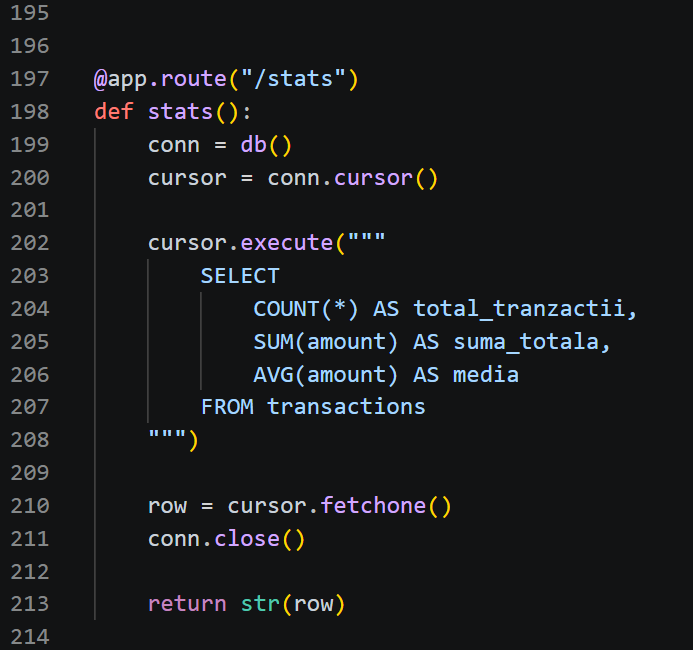 195
196
197 @app.route("/stats")
198 def stats():
199     conn = db()
200     cursor = conn.cursor()
201
202     cursor.execute("""
203         SELECT
204             COUNT(*) AS total_tranzactii,
205             SUM(amount) AS suma_totala,
206             AVG(amount) AS media
207         FROM transactions
208     """)
209
210     row = cursor.fetchone()
211     conn.close()
212
213     return str(row)
214